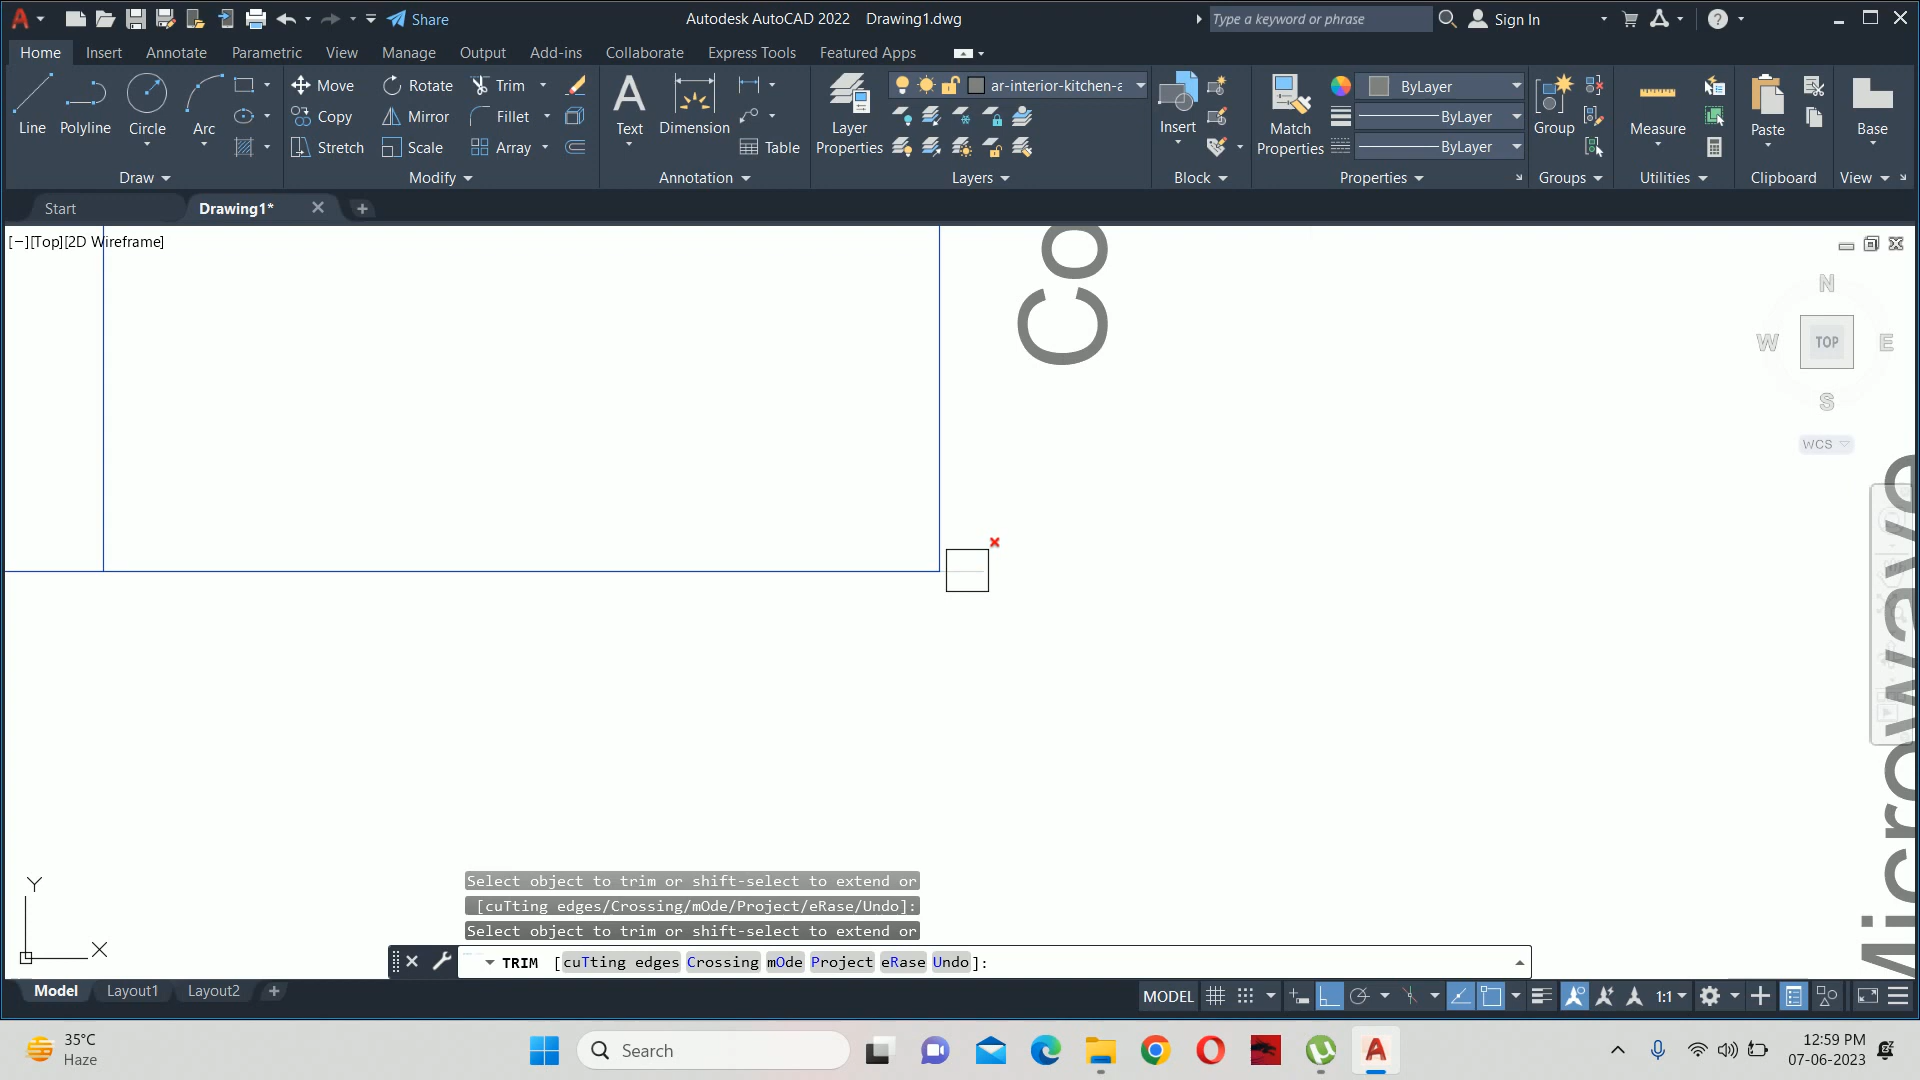 Share
Autodesk AutoCAD 2022 Drawing1.dwg
Type a keyword or phrase
Sign In
Home Insert Annotate Parametric View Manage Output Add-ins Collaborate Express Tools Featured Apps
Line Polyline Circle Arc
Move Rotate Trim
Copy Mirror Fillet
Stretch Scale Array
Text Dimension Table
Layer Properties
ar-interior-kitchen-a
Insert
Match Properties
ByLayer
ByLayer
ByLayer
Group
Measure
Paste
Base
Draw Modify Annotation Layers Block Properties Groups Utilities Clipboard View
Start Drawing1*
[−][Top][2D Wireframe]
Co
N
W TOP E
S
WCS
Microwave
Y
X
Select object to trim or shift-select to extend or
[cuTting edges/Crossing/mOde/Project/eRase/Undo]:
Select object to trim or shift-select to extend or
TRIM [cuTting edges Crossing mOde Project eRase Undo]:
Model Layout1 Layout2
MODEL 1:1
35°C
Haze
Search
12:59 PM
07-06-2023